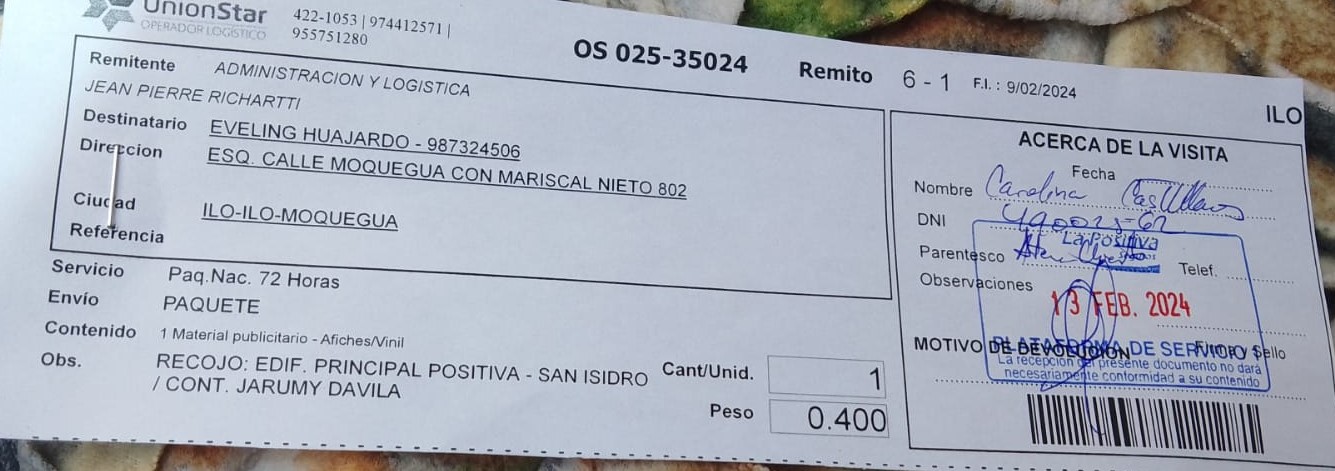 UnionStar
OPERADOR LOGÍSTICO
422-1053 | 974412571 |
955751280
OS 025-35024
Remito 6 - 1 F.I. : 9/02/2024
ILO
Remitente ADMINISTRACION Y LOGISTICA
JEAN PIERRE RICHARTTI
Destinatario EVELING HUAJARDO - 987324506
Direccion ESQ. CALLE MOQUEGUA CON MARISCAL NIETO 802
Ciudad ILO-ILO-MOQUEGUA
Referencia
Servicio Paq.Nac. 72 Horas
Envío PAQUETE
Contenido 1 Material publicitario - Afiches/Vinil
Obs. RECOJO: EDIF. PRINCIPAL POSITIVA - SAN ISIDRO
/ CONT. JARUMY DAVILA
Cant/Unid. 1
Peso 0.400
ACERCA DE LA VISITA
Fecha
Nombre Carolina
DNI
La Positiva
Parentesco
Telef.
Observaciones
13 FEB. 2024
MOTIVO DE DEVOLUCIÓN Firma y Sello
PLATAFORMA DE SERVICIO
La recepción del presente documento no dará
necesariamente conformidad a su contenido